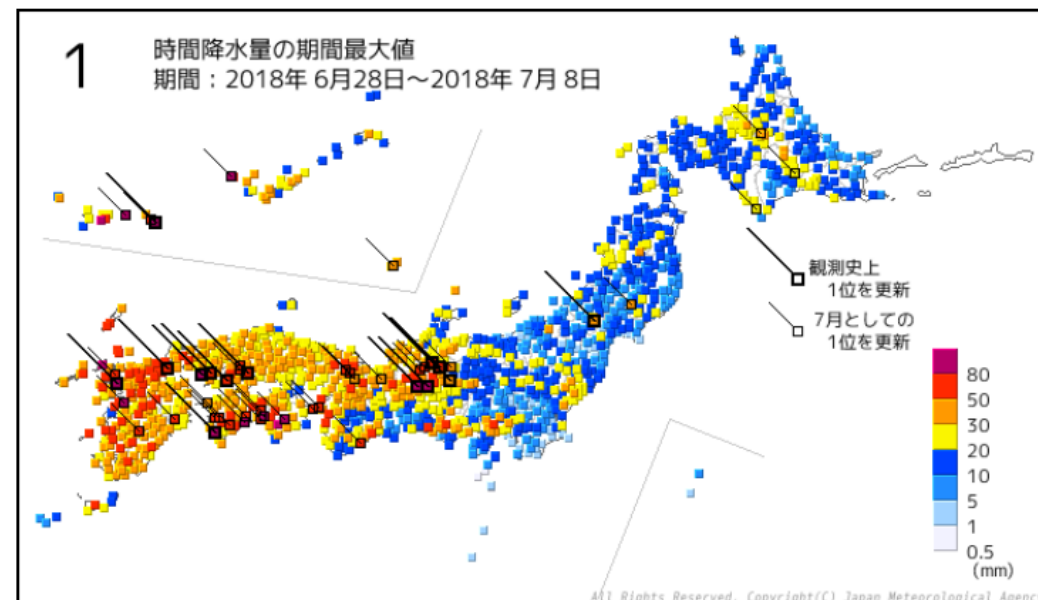 1
時間降水量の期間最大値
期間：2018年 6月28日～2018年 7月 8日
観測史上
1位を更新
7月としての
1位を更新
80
50
30
20
10
5
1
0.5
(mm)
All Rights Reserved. Copyright(C) Japan Meteorological Agency